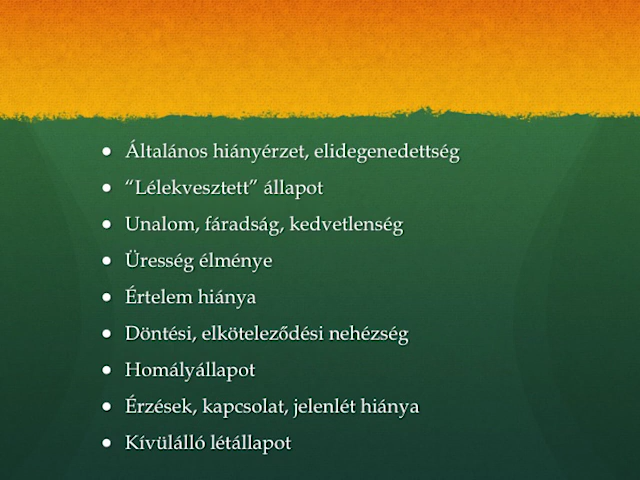 • Általános hiányérzet, elidegenedettség
• “Lélekvesztett” állapot
• Unalom, fáradság, kedvetlenség
• Üresség élménye
• Értelem hiánya
• Döntési, elköteleződési nehézség
• Homályállapot
• Érzések, kapcsolat, jelenlét hiánya
• Kívülálló létállapot